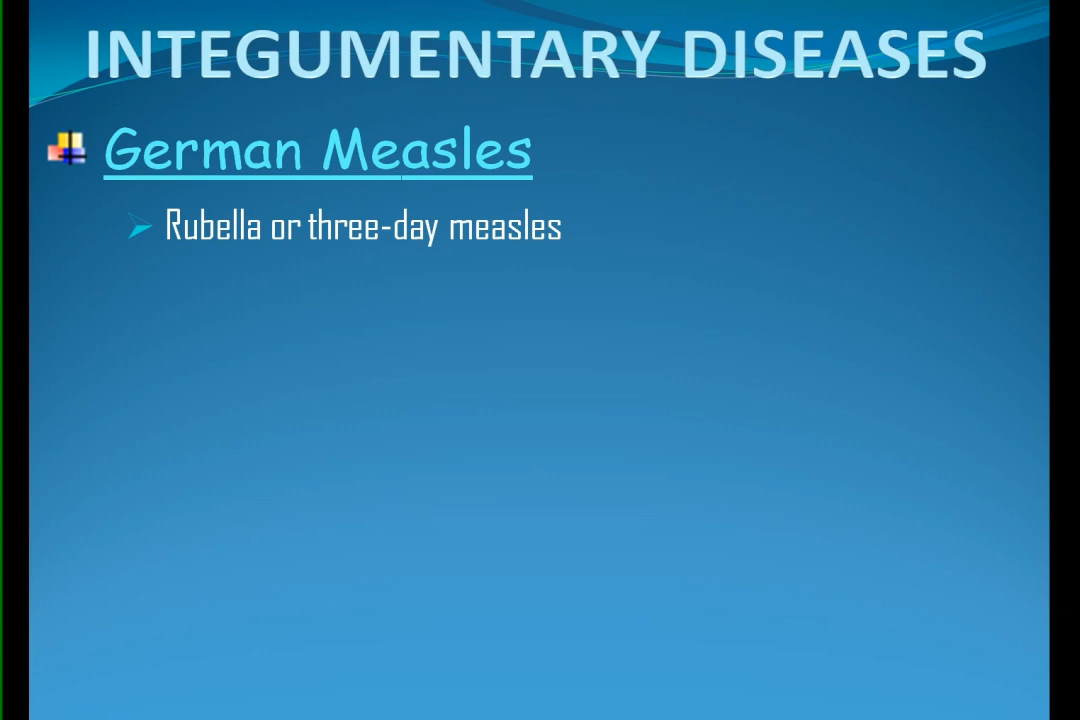 INTEGUMENTARY DISEASES
German Measles
Rubella or three-day measles